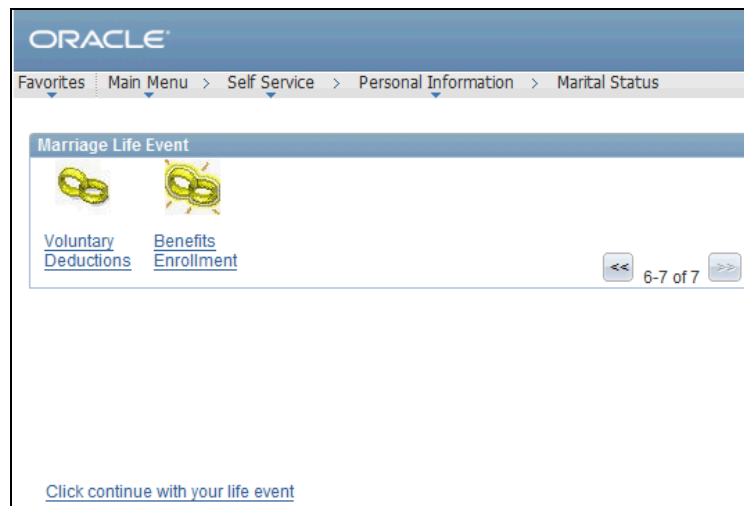 ORACLE
Favorites Main Menu > Self Service > Personal Information > Marital Status
Marriage Life Event
Voluntary Benefits
Deductions Enrollment
<< 6-7 of 7 >>
Click continue with your life event